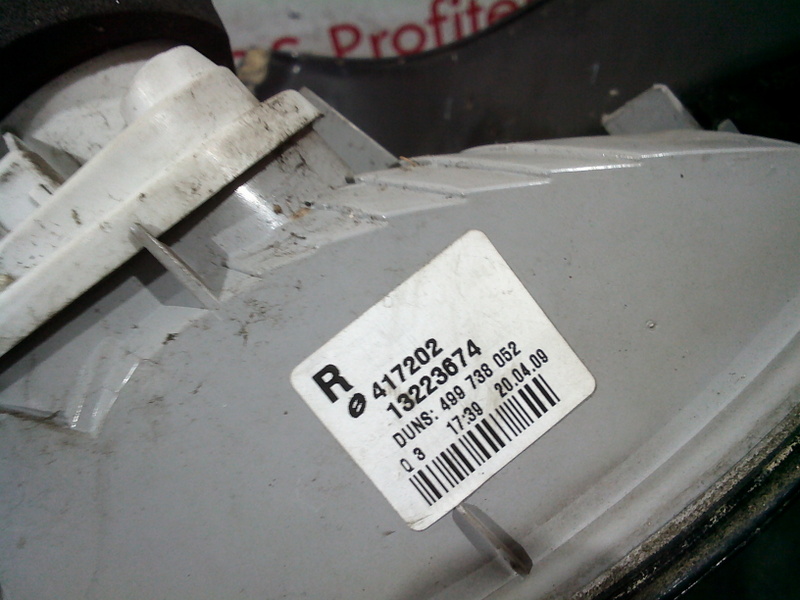 Profite
R
417202
13223674
DUNS: 499 738 052
Q 3 17:39 20.04.09